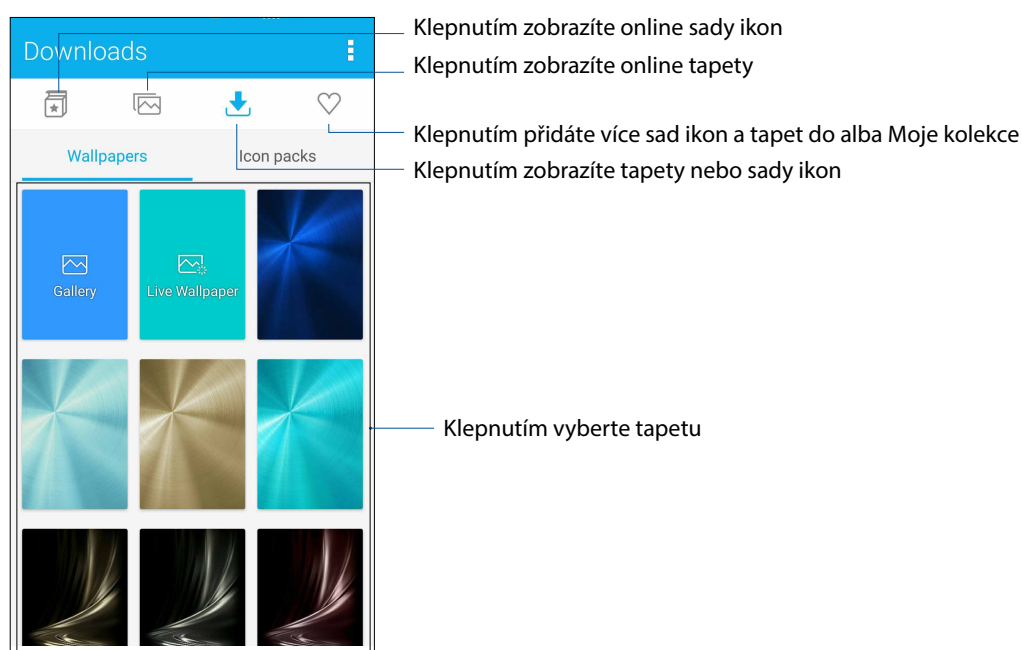 Klepnutím zobrazíte online sady ikon
Downloads
Klepnutím zobrazíte online tapety
Klepnutím přidáte více sad ikon a tapet do alba Moje kolekce
Wallpapers
Icon packs
Klepnutím zobrazíte tapety nebo sady ikon
Gallery
Live Wallpaper
Klepnutím vyberte tapetu